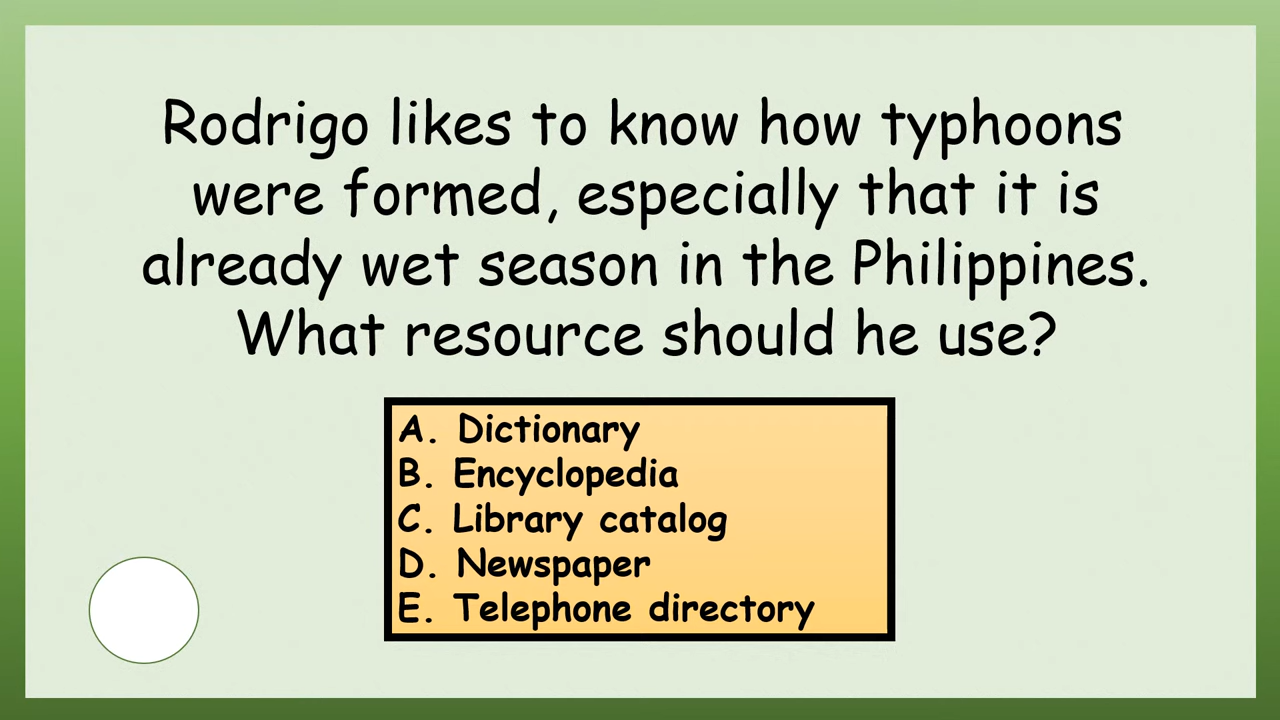 Rodrigo likes to know how typhoons
were formed, especially that it is
already wet season in the Philippines.
What resource should he use?
A. Dictionary
B. Encyclopedia
C. Library catalog
D. Newspaper
E. Telephone directory